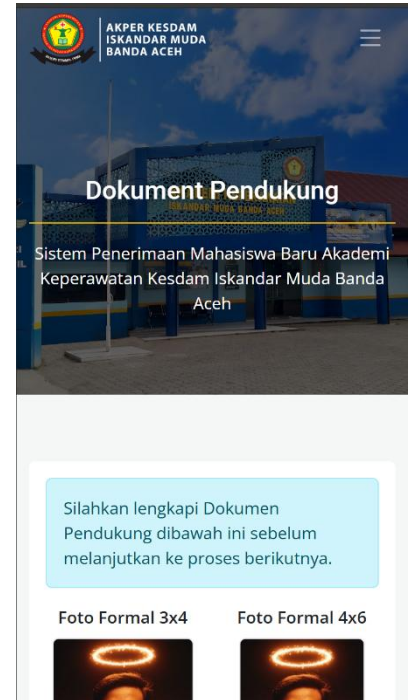 AKPER KESDAM
ISKANDAR MUDA
BANDA ACEH
Dokument Pendukung
Sistem Penerimaan Mahasiswa Baru Akademi
Keperawatan Kesdam Iskandar Muda Banda
Aceh
Silahkan lengkapi Dokumen
Pendukung dibawah ini sebelum
melanjutkan ke proses berikutnya.
Foto Formal 3x4
Foto Formal 4x6